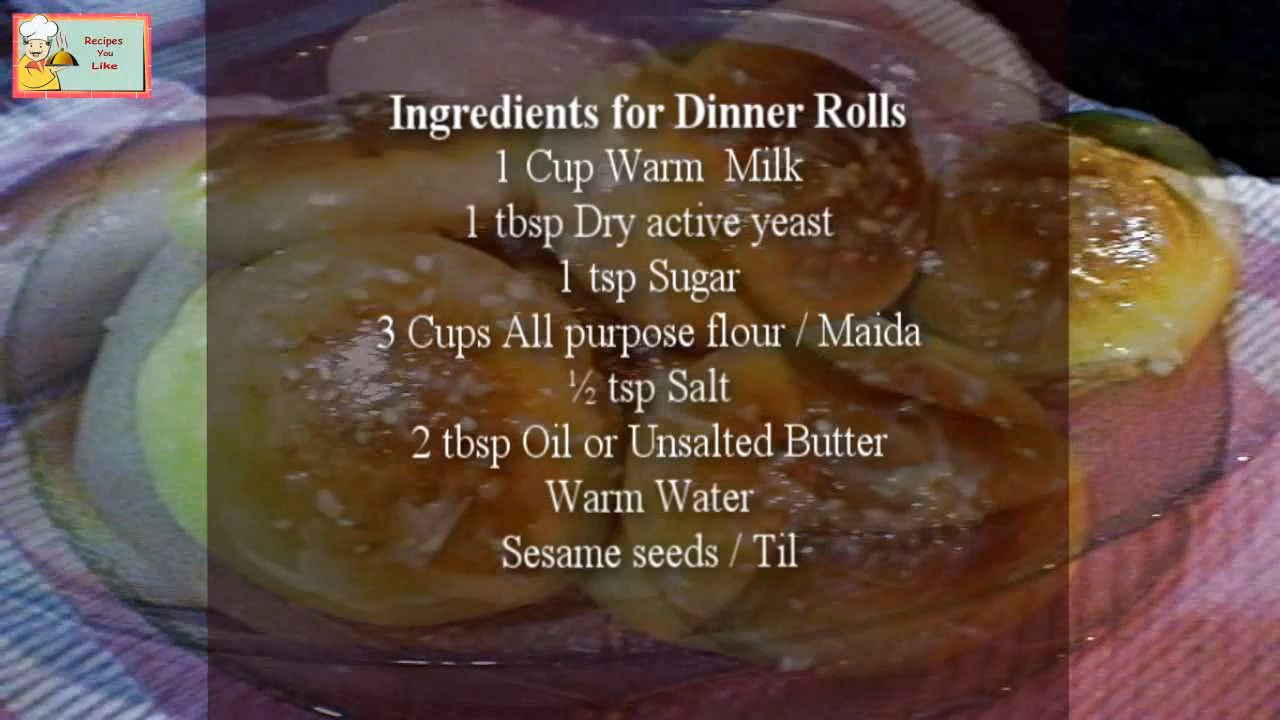 Recipes
You
Like
Ingredients for Dinner Rolls
1 Cup Warm Milk
1 tbsp Dry active yeast
1 tsp Sugar
3 Cups All purpose flour / Maida
½ tsp Salt
2 tbsp Oil or Unsalted Butter
Warm Water
Sesame seeds / Til